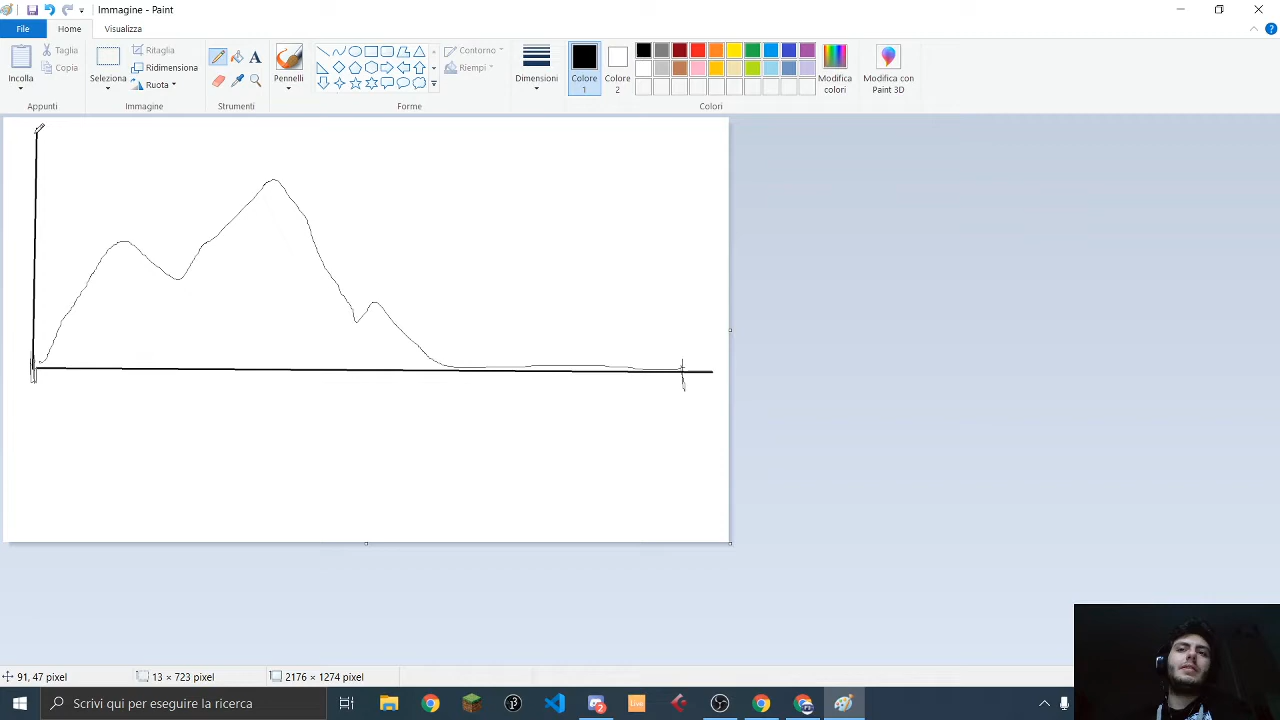 Immagine - Paint
File Home Visualizza
Incolla
Taglia
Copia
Appunti
Seleziona
Ritaglia
Ridimensiona
Ruota
Immagine
Strumenti
Pennelli
Contorno
Riempi
Forme
Dimensioni
Colore 1
Colore 2
Modifica colori
Colori
Modifica con Paint 3D
91, 47 pixel 13 × 723 pixel 2176 × 1274 pixel
Scrivi qui per eseguire la ricerca
Live